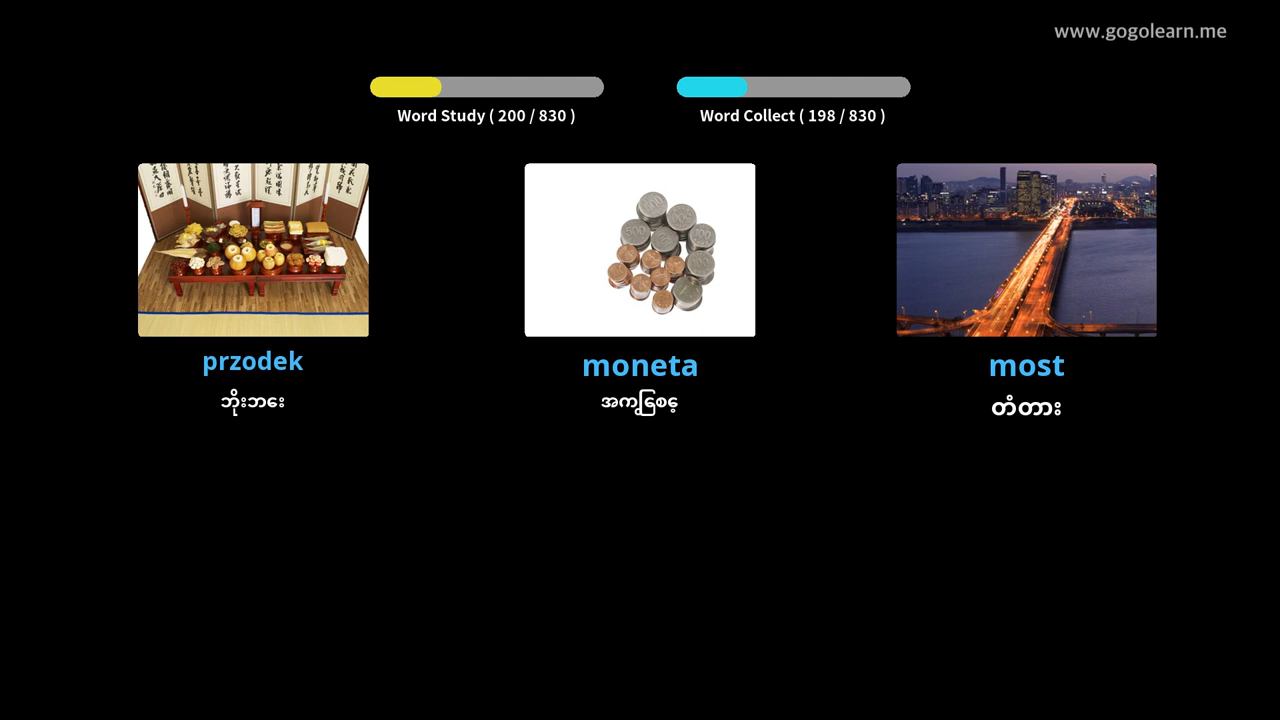 www.gogolearn.me
Word Study ( 200 / 830 )
Word Collect ( 198 / 830 )
przodek
moneta
most
ဘိုးဘေး
အကြွေစေ့
တံတား